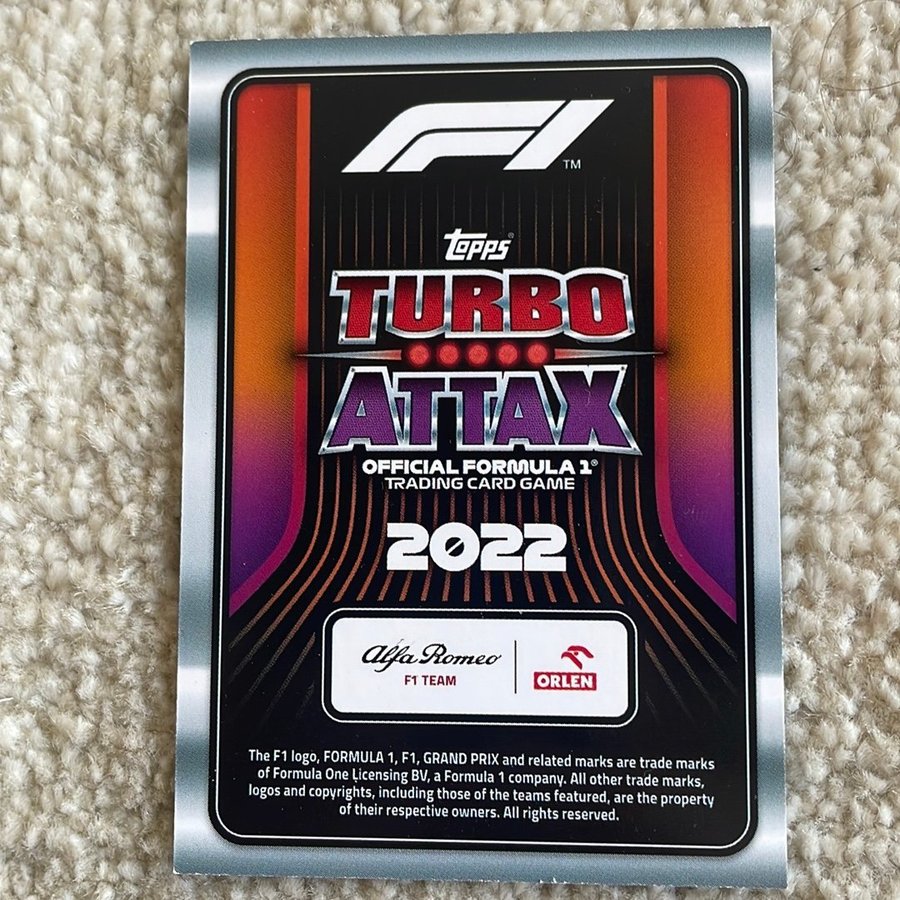 F1™
topps®
TURBO
ATTAX
OFFICIAL FORMULA 1®
TRADING CARD GAME
2022
Alfa Romeo
F1 TEAM
ORLEN
The F1 logo, FORMULA 1, F1, GRAND PRIX and related marks are trade marks
of Formula One Licensing BV, a Formula 1 company. All other trade marks,
logos and copyrights, including those of the teams featured, are the property
of their respective owners. All rights reserved.